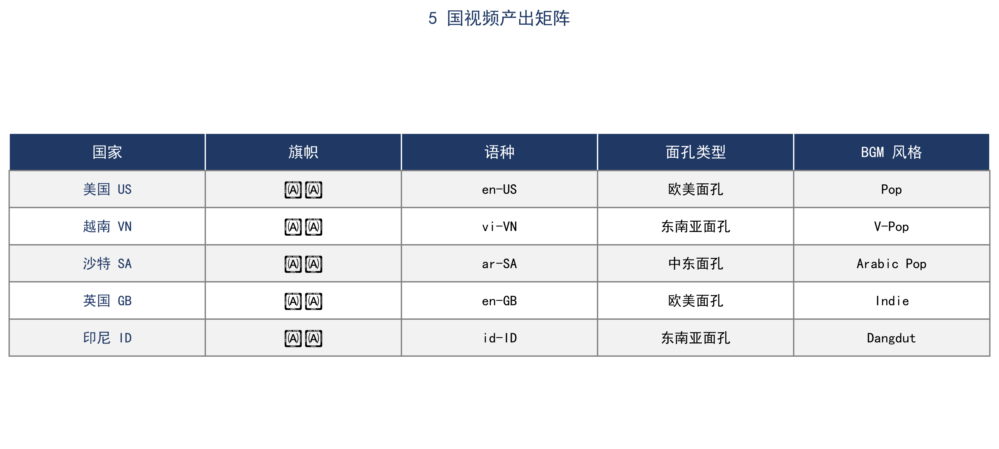 5 国视频产出矩阵
国家 旗帜 语种 面孔类型 BGM 风格
美国 US en-US 欧美面孔 Pop
越南 VN vi-VN 东南亚面孔 V-Pop
沙特 SA ar-SA 中东面孔 Arabic Pop
英国 GB en-GB 欧美面孔 Indie
印尼 ID id-ID 东南亚面孔 Dangdut